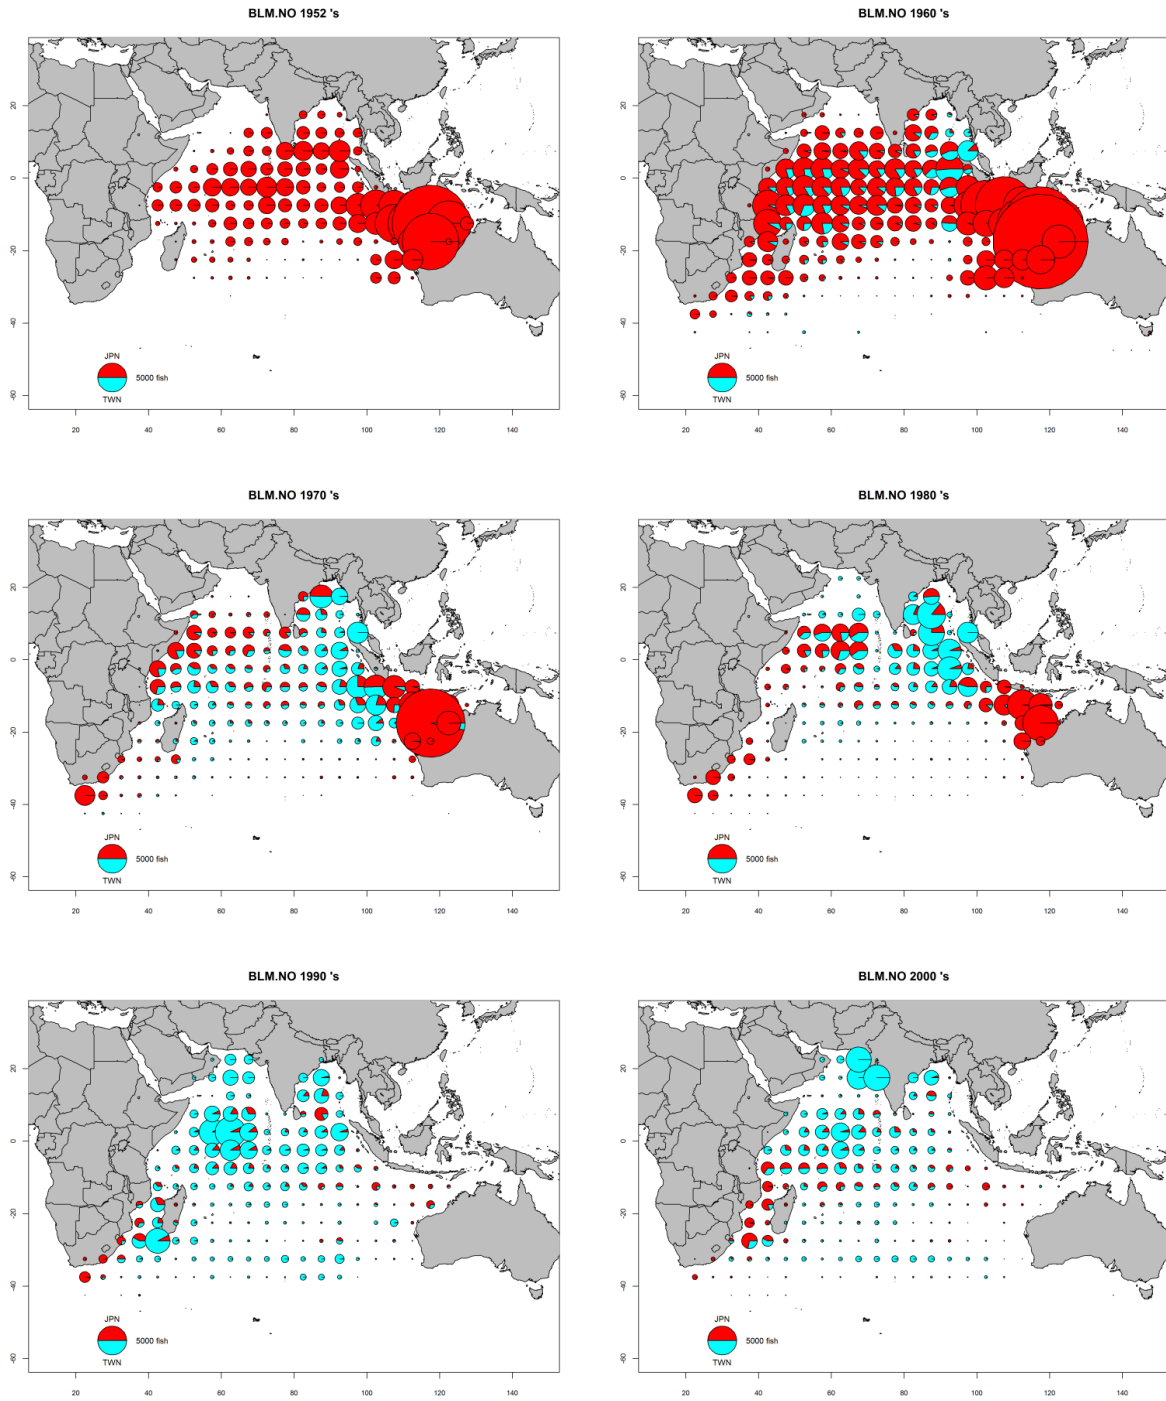 BLM.NO 1952 's
20
0
-20
-40
-60
JPN
5000 fish
TWN
20 40 60 80 100 120 140
BLM.NO 1960 's
20
0
-20
-40
-60
JPN
5000 fish
TWN
20 40 60 80 100 120 140
BLM.NO 1970 's
20
0
-20
-40
-60
JPN
5000 fish
TWN
20 40 60 80 100 120 140
BLM.NO 1980 's
20
0
-20
-40
-60
JPN
5000 fish
TWN
20 40 60 80 100 120 140
BLM.NO 1990 's
20
0
-20
-40
-60
JPN
5000 fish
TWN
20 40 60 80 100 120 140
BLM.NO 2000 's
20
0
-20
-40
-60
JPN
5000 fish
TWN
20 40 60 80 100 120 140